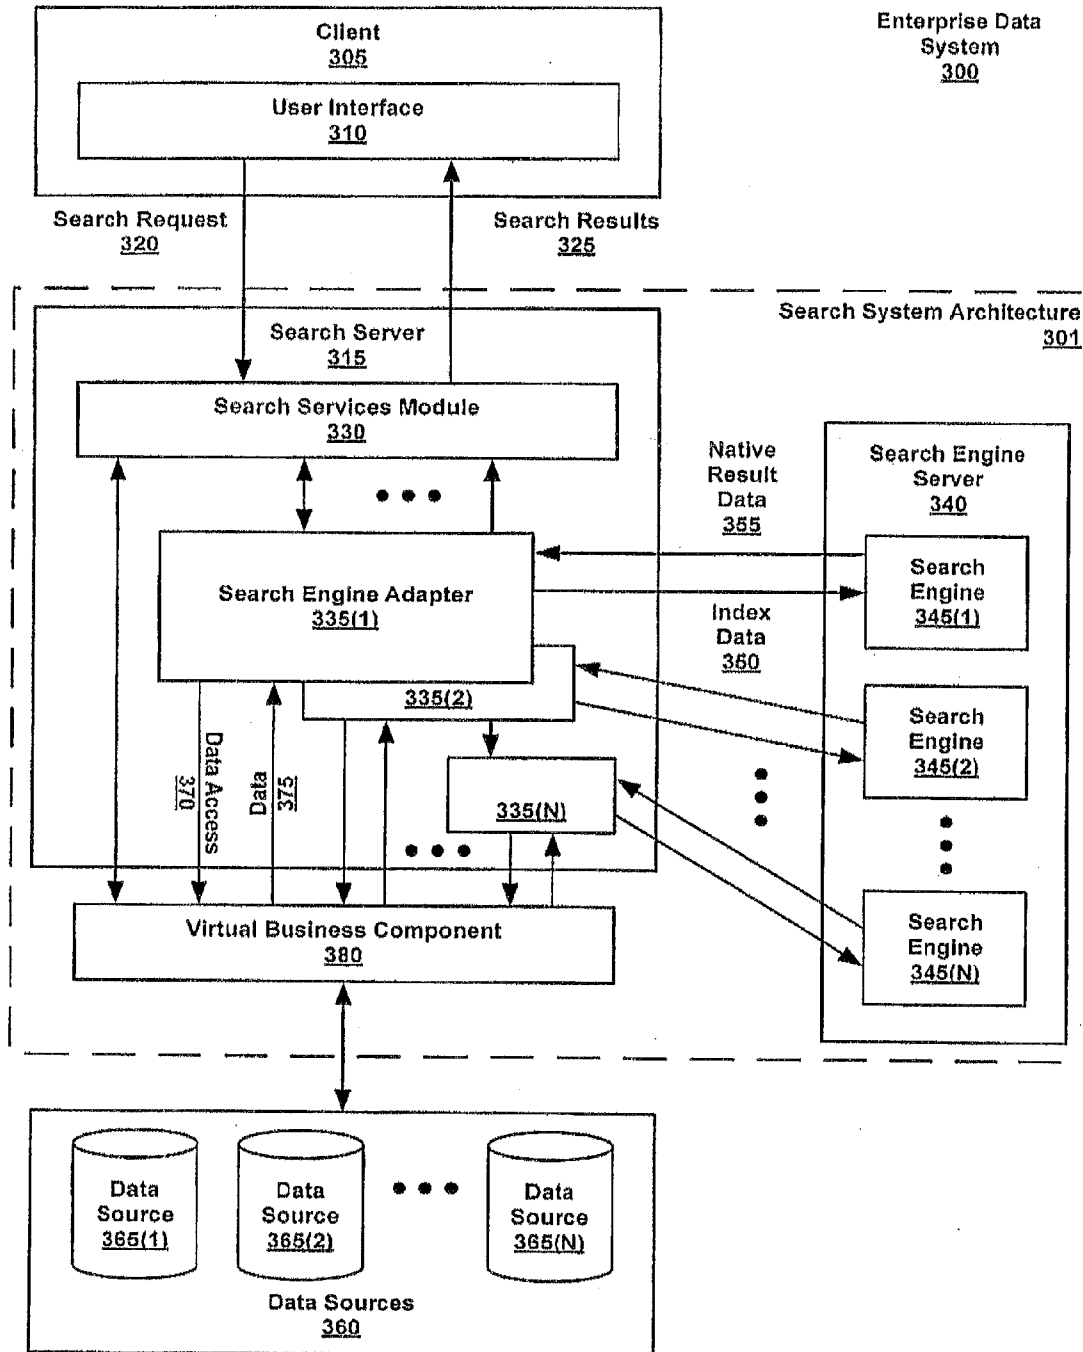 Client
305
Enterprise Data
System
300
User Interface
310
Search Request
320
Search Results
325
Search System Architecture
301
Search Server
315
Search Services Module
330
Native
Result
Data
355
Search Engine
Server
340
Search Engine Adapter
335(1)
Search
Engine
345(1)
Index
Data
350
335(2)
Search
Engine
345(2)
Data Access
370
Data
375
335(N)
Search
Engine
345(N)
Virtual Business Component
380
Data
Source
365(1)
Data
Source
365(2)
Data
Source
365(N)
Data Sources
360